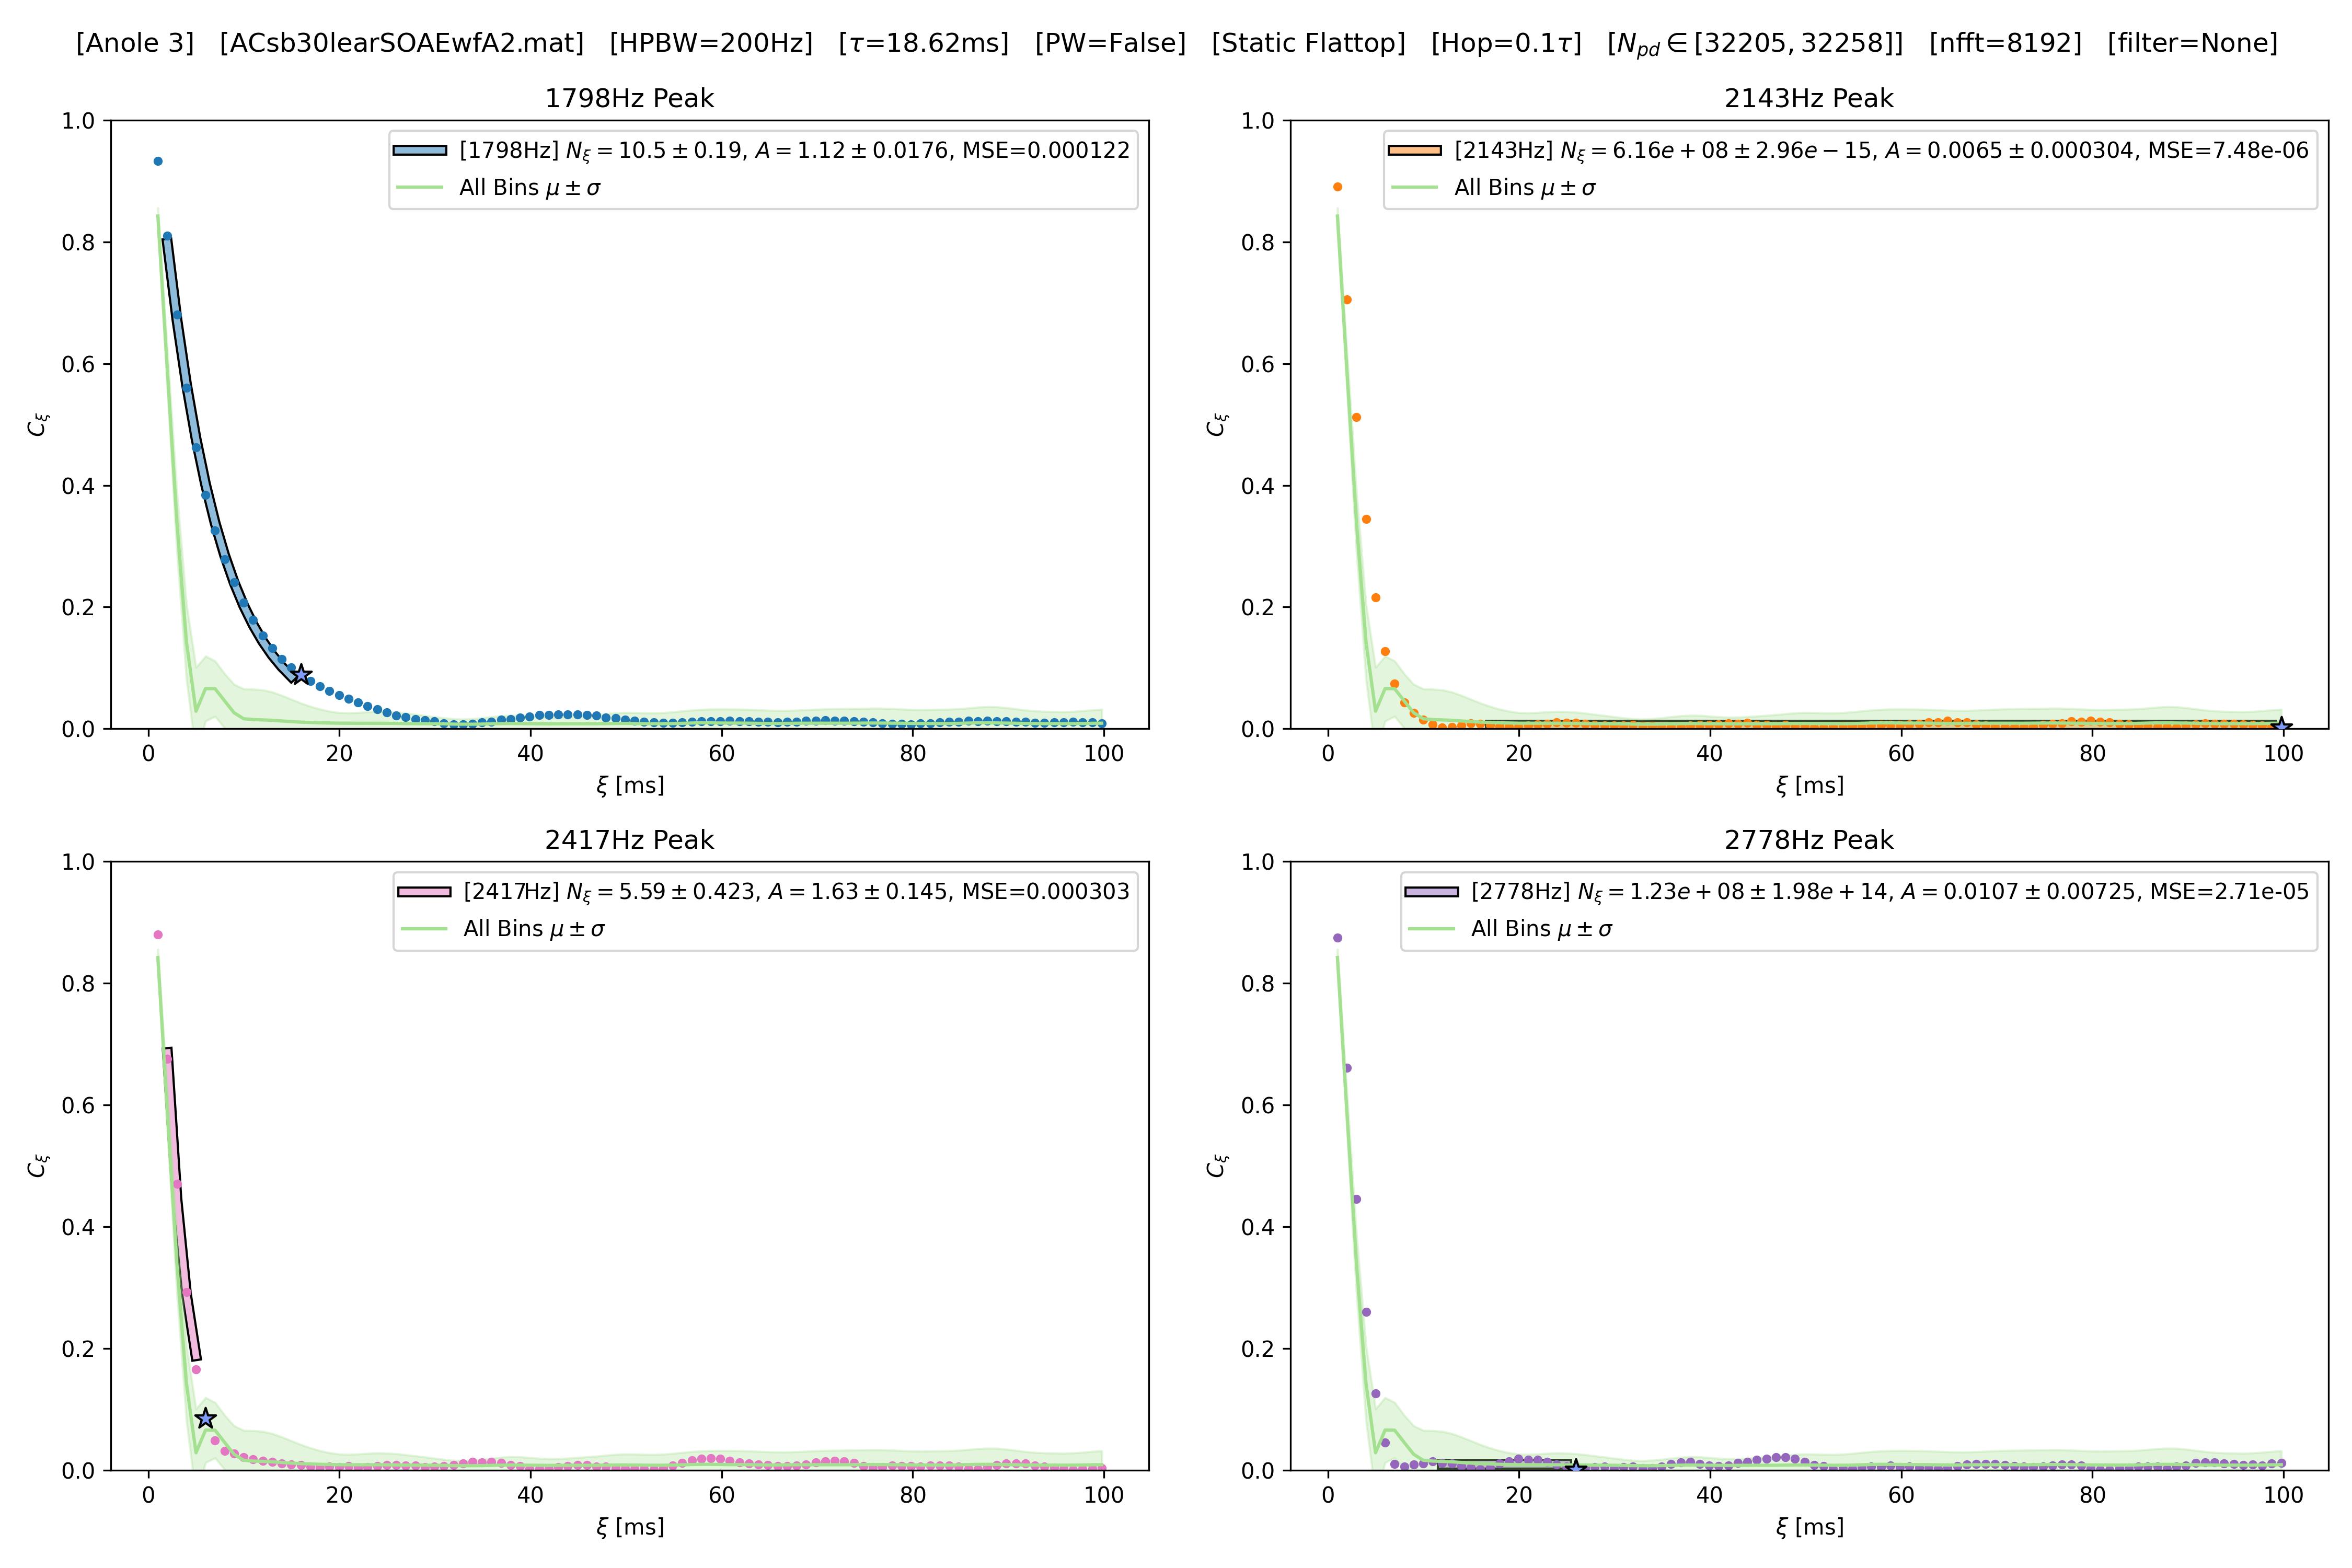 [Anole 3] [ACsb30learSOAEwfA2.mat] [HPBW=200Hz] [τ=18.62ms] [PW=False] [Static Flattop] [Hop=0.1τ] [N_pd ∈ [32205, 32258]] [nfft=8192] [filter=None]
1798Hz Peak
[1798Hz] N_ξ = 10.5 ± 0.19, A = 1.12 ± 0.0176, MSE=0.000122
All Bins μ ± σ
1.0
0.8
0.6
0.4
0.2
0.0
C_ξ
0 20 40 60 80 100
ξ [ms]
2143Hz Peak
[2143Hz] N_ξ = 6.16e + 08 ± 2.96e − 15, A = 0.0065 ± 0.000304, MSE=7.48e-06
All Bins μ ± σ
1.0
0.8
0.6
0.4
0.2
0.0
C_ξ
0 20 40 60 80 100
ξ [ms]
2417Hz Peak
[2417Hz] N_ξ = 5.59 ± 0.423, A = 1.63 ± 0.145, MSE=0.000303
All Bins μ ± σ
1.0
0.8
0.6
0.4
0.2
0.0
C_ξ
0 20 40 60 80 100
ξ [ms]
2778Hz Peak
[2778Hz] N_ξ = 1.23e + 08 ± 1.98e + 14, A = 0.0107 ± 0.00725, MSE=2.71e-05
All Bins μ ± σ
1.0
0.8
0.6
0.4
0.2
0.0
C_ξ
0 20 40 60 80 100
ξ [ms]